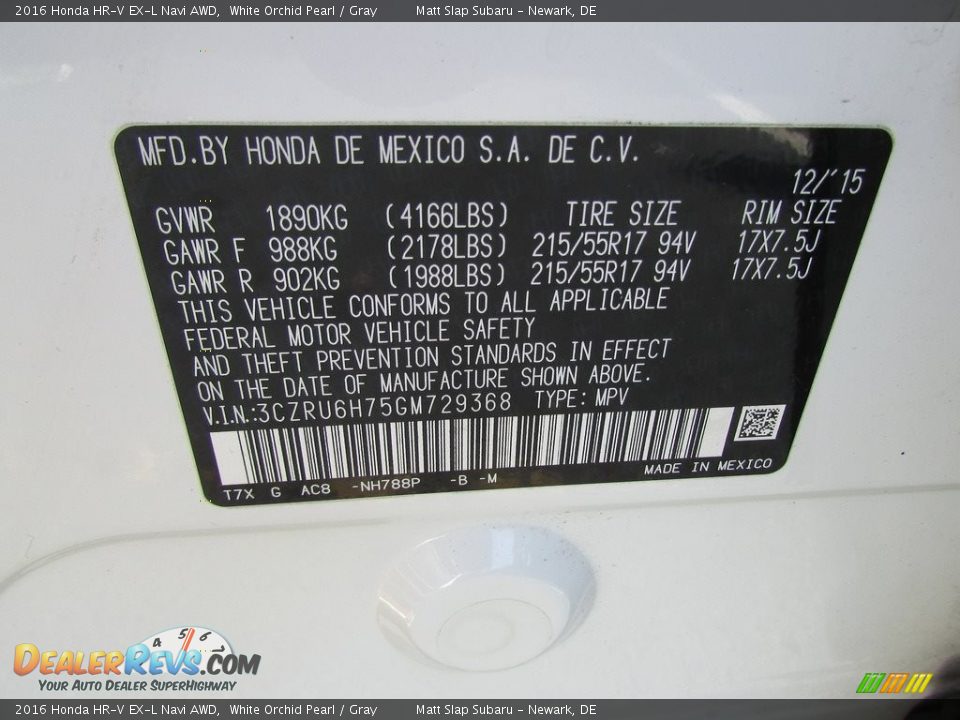 2016 Honda HR-V EX-L Navi AWD, White Orchid Pearl / Gray Matt Slap Subaru - Newark, DE
MFD.BY HONDA DE MEXICO S.A. DE C.V.
12/'15
GVWR 1890KG (4166LBS) TIRE SIZE RIM SIZE
GAWR F 988KG (2178LBS) 215/55R17 94V 17X7.5J
GAWR R 902KG (1988LBS) 215/55R17 94V 17X7.5J
THIS VEHICLE CONFORMS TO ALL APPLICABLE
FEDERAL MOTOR VEHICLE SAFETY
AND THEFT PREVENTION STANDARDS IN EFFECT
ON THE DATE OF MANUFACTURE SHOWN ABOVE.
V.I.N.:3CZRU6H75GM729368 TYPE: MPV
T7X G AC8 -NH788P -B -M MADE IN MEXICO
4 5 6
DEALERREVS.COM
YOUR AUTO DEALER SUPERHIGHWAY
2016 Honda HR-V EX-L Navi AWD, White Orchid Pearl / Gray Matt Slap Subaru - Newark, DE